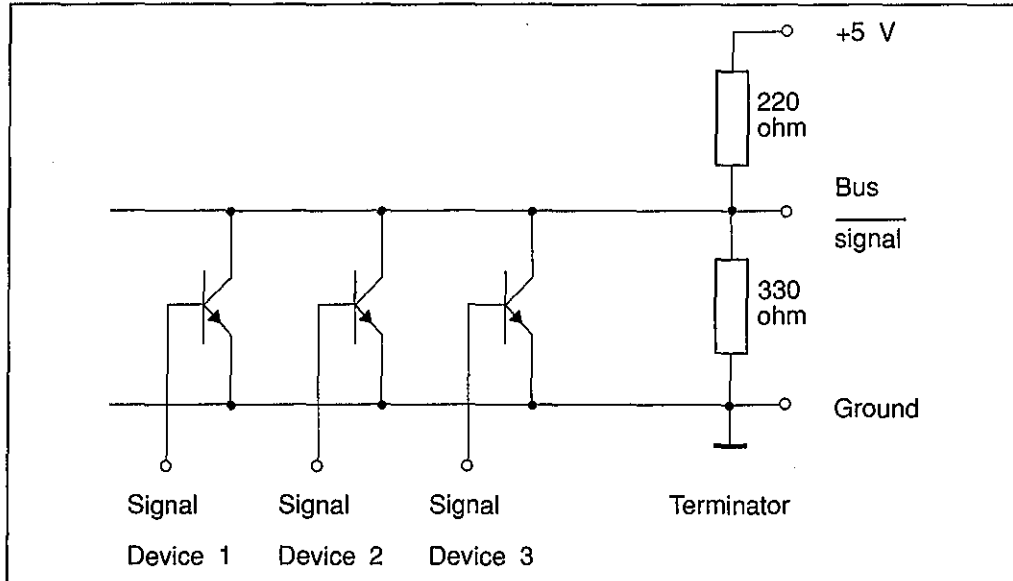 +5 V
220
ohm
Bus
signal
330
ohm
Ground
Signal
Device 1
Signal
Device 2
Signal
Device 3
Terminator